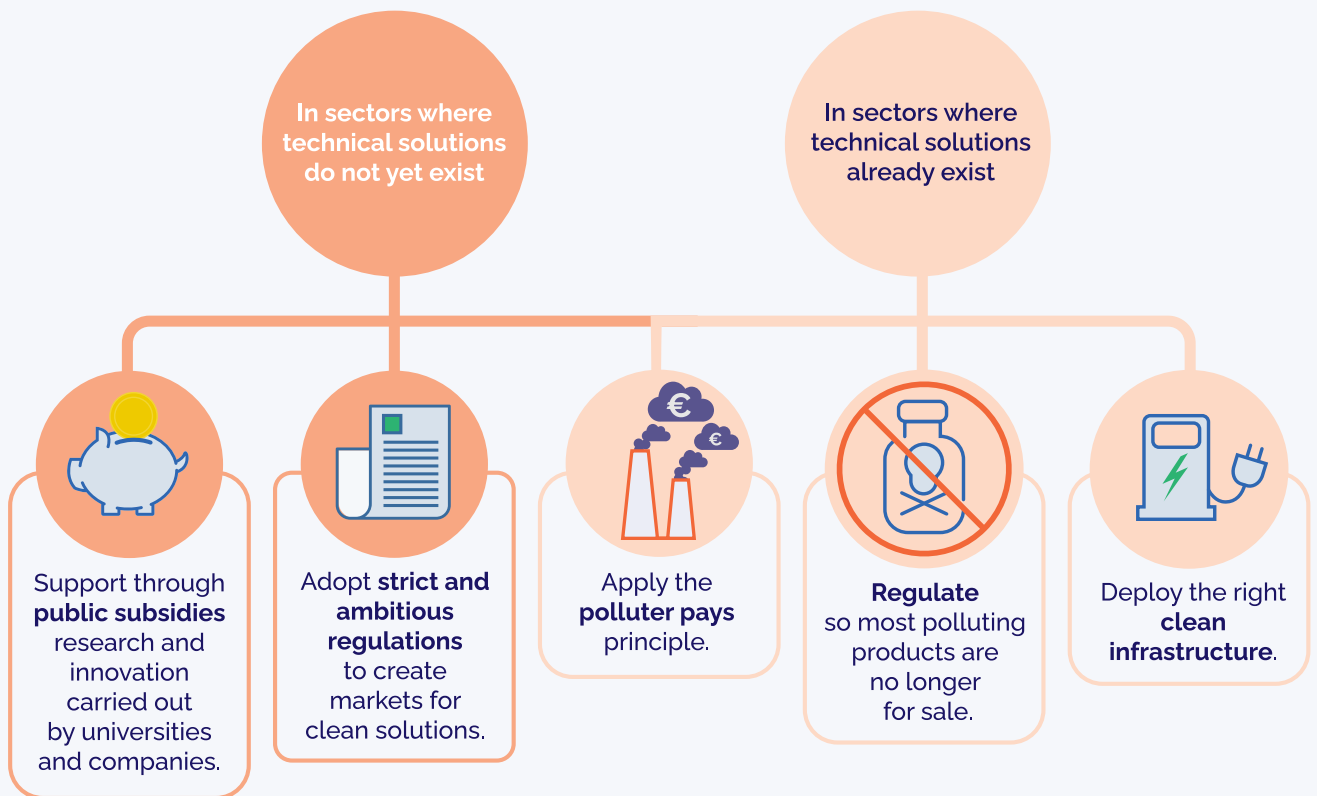 In sectors where
technical solutions
do not yet exist
In sectors where
technical solutions
already exist
€
€
Support through
public subsidies
research and
innovation
carried out
by universities
and companies.
Adopt strict and
ambitious
regulations
to create
markets for
clean solutions.
Apply the
polluter pays
principle.
Regulate
so most polluting
products are
no longer
for sale.
Deploy the right
clean
infrastructure.